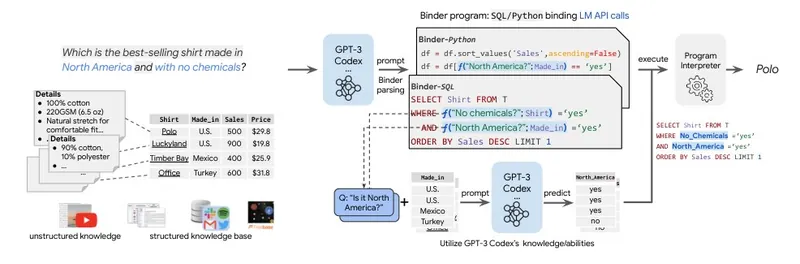 Binder program: SQL/Python binding LM API calls
Which is the best-selling shirt made in
North America and with no chemicals?
Details
100% cotton
220GSM (6.5 oz)
Natural stretch for
comfortable fit...
Details
90% cotton,
10% polyester
...
Shirt Made_in Sales Price
Polo U.S. 500 $29.8
Luckyland U.S. 900 $19.8
Timber Bay Mexico 400 $25.9
Office Turkey 600 $31.8
unstructured knowledge
structured knowledge base
GPT-3
Codex
...
prompt
Binder
parsing
Binder-Python
df = df.sort_values('Sales',ascending=False)
df = df[ƒ("North America?";Made_in) == 'yes']
Binder-SQL
SELECT Shirt FROM T
WHERE ƒ("No chemicals?"; Shirt) ='yes'
AND ƒ("North America?"; Made_in) ='yes'
ORDER BY Sales DESC LIMIT 1
execute
Program
Interpreter
Polo
SELECT Shirt FROM T
WHERE No_Chemicals ='yes'
AND North_America ='yes'
ORDER BY Sales DESC LIMIT 1
Q: "Is it North
America?"
+
Made_in
U.S.
U.S.
Mexico
Turkey
prompt
GPT-3
Codex
...
predict
North_America
yes
yes
yes
no
Utilize GPT-3 Codex's knowledge/abilities